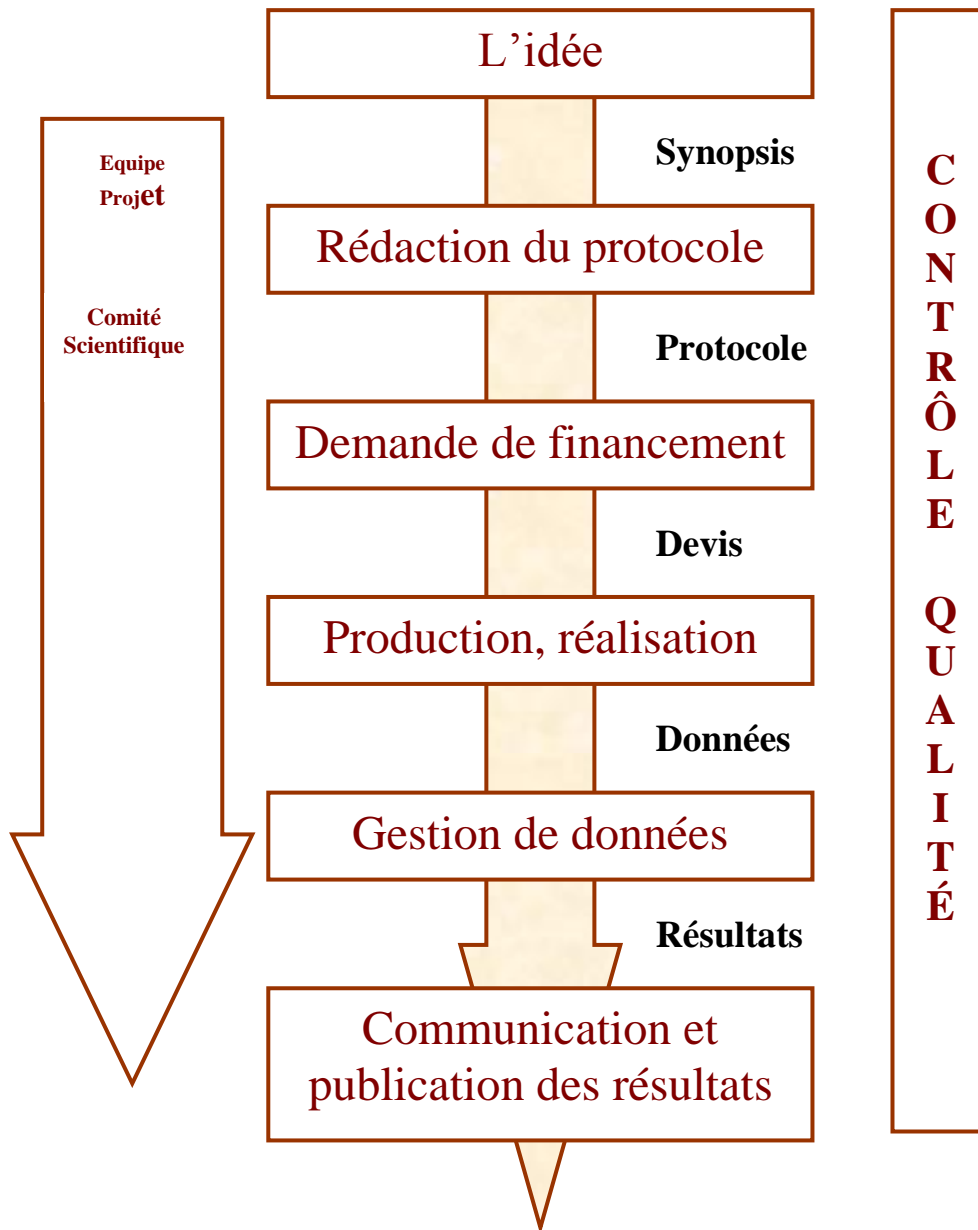 L’idée
Synopsis
Rédaction du protocole
Protocole
Demande de financement
Devis
Production, réalisation
Données
Gestion de données
Résultats
Communication et
publication des résultats
Equipe
Projet
Comité
Scientifique
C
O
N
T
R
Ô
L
E
Q
U
A
L
I
T
É